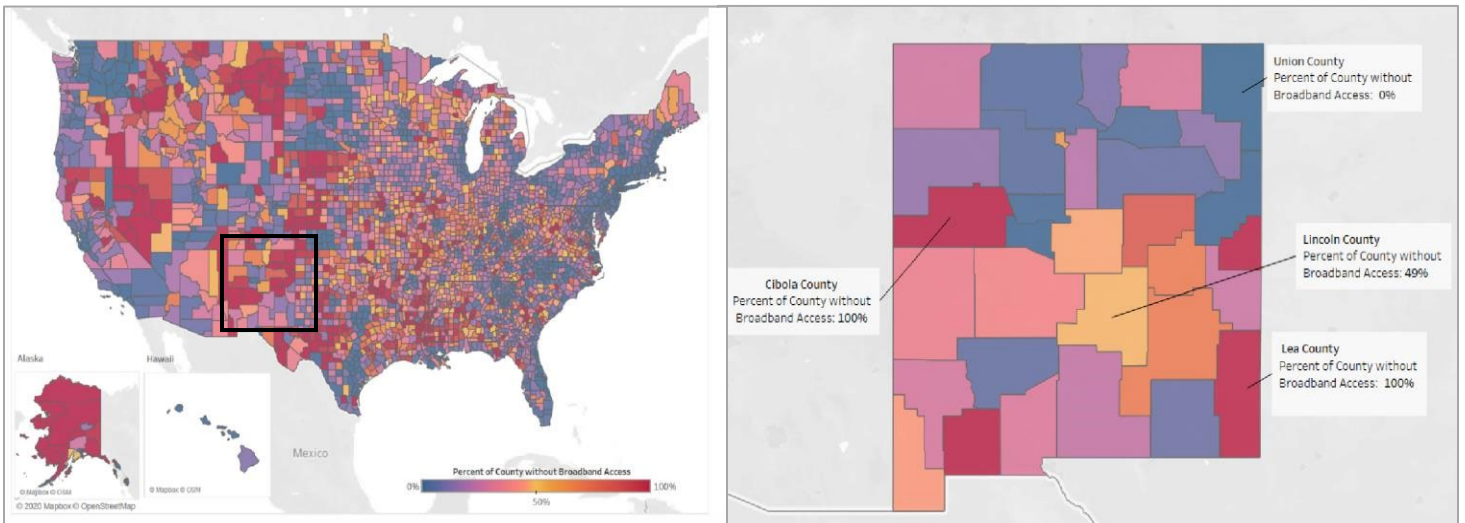 Alaska
Hawaii
Mexico
Percent of County without Broadband Access
0%
100%
50%
© Mapbox © OSM
© Mapbox © OSM
© 2020 Mapbox © OpenStreetMap
Union County
Percent of County without
Broadband Access: 0%
Lincoln County
Percent of County without
Broadband Access: 49%
Cibola County
Percent of County without
Broadband Access: 100%
Lea County
Percent of County without
Broadband Access: 100%